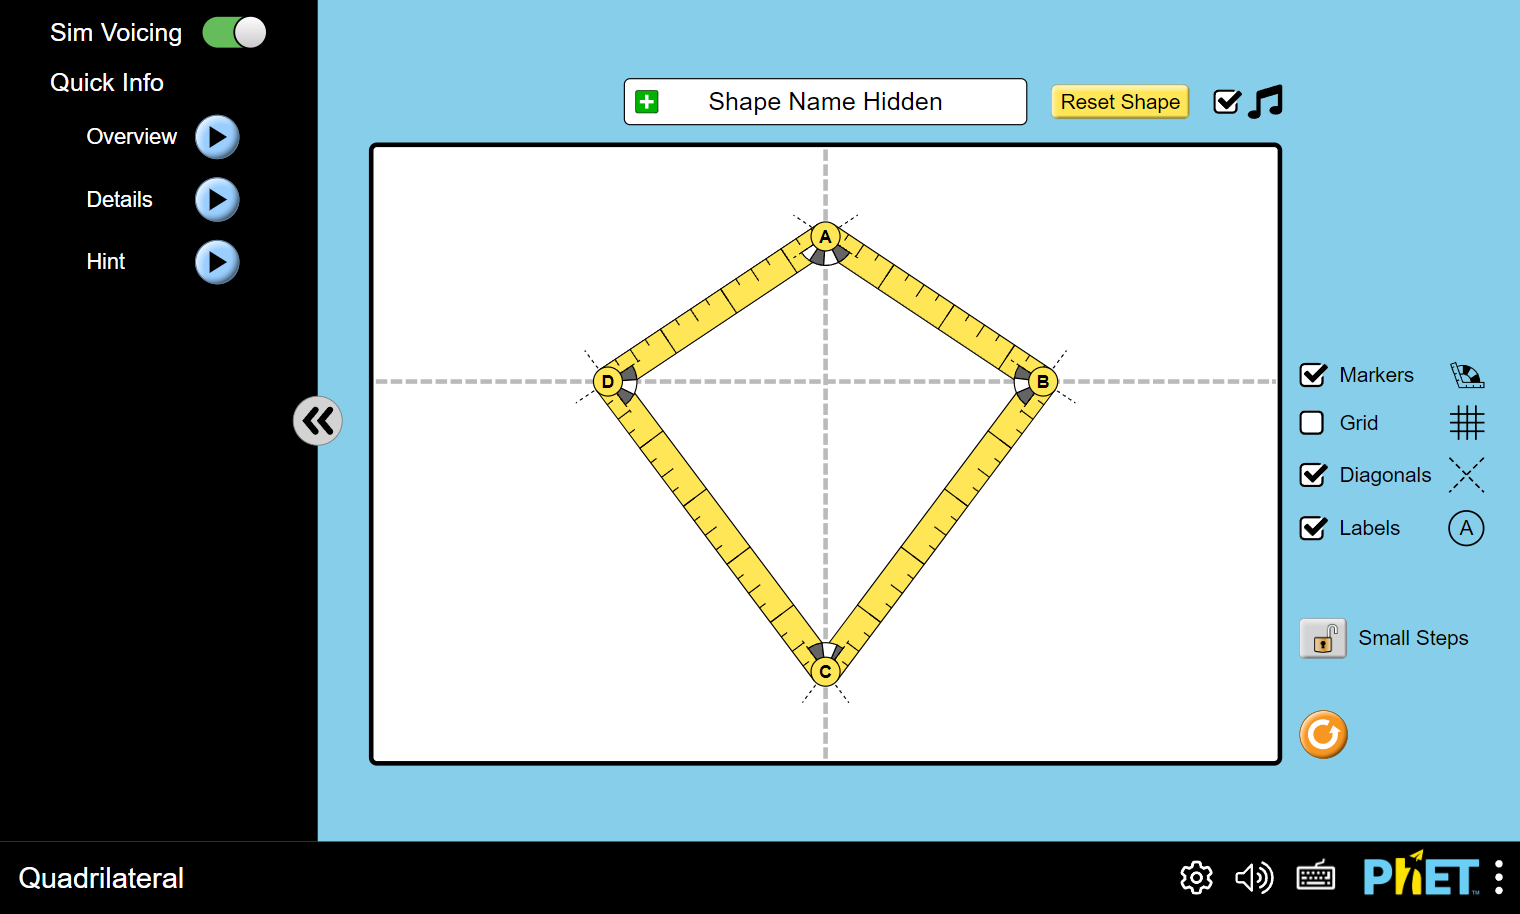 Sim Voicing
Quick Info
Overview
Details
Hint
Shape Name Hidden
Reset Shape
A
D
B
C
Markers
Grid
Diagonals
Labels
A
Small Steps
Quadrilateral
PhET™